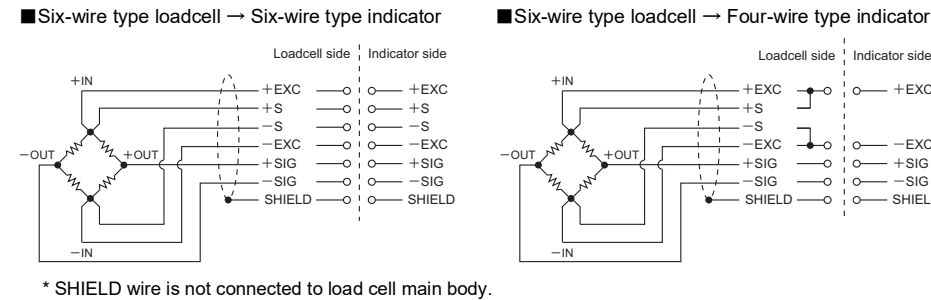 ■Six-wire type loadcell → Six-wire type indicator
Loadcell side
Indicator side
+IN
−OUT
+OUT
−IN
+EXC
+S
−S
−EXC
+SIG
−SIG
SHIELD
+EXC
+S
−S
−EXC
+SIG
−SIG
SHIELD
■Six-wire type loadcell → Four-wire type indicator
Loadcell side
Indicator side
+IN
−OUT
+OUT
−IN
+EXC
+S
−S
−EXC
+SIG
−SIG
SHIELD
+EXC
−EXC
+SIG
−SIG
SHIEL
* SHIELD wire is not connected to load cell main body.